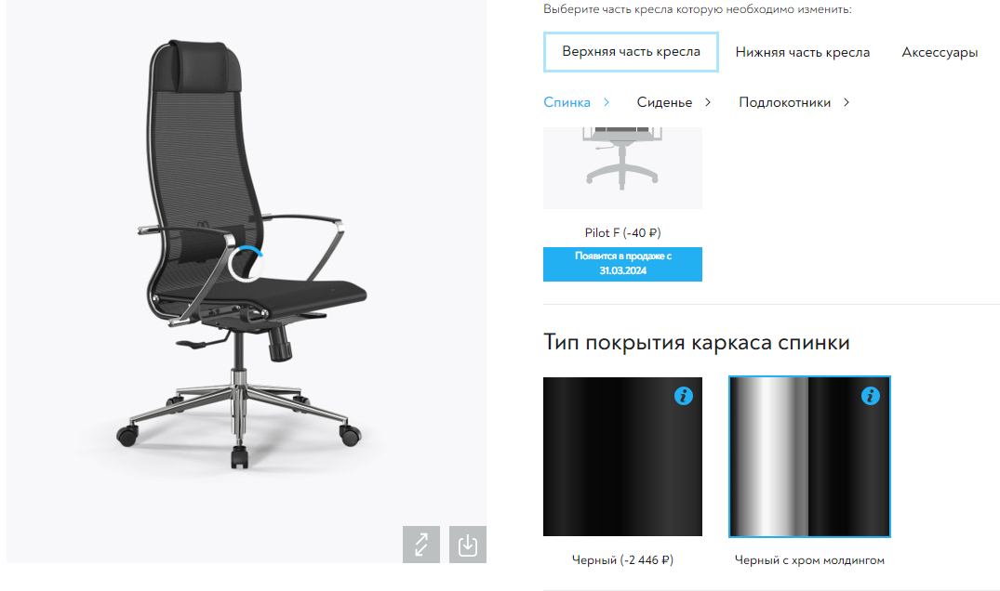 Выберите часть кресла которую необходимо изменить:
Верхняя часть кресла
Нижняя часть кресла
Аксессуары
Спинка
Сиденье
Подлокотники
Pilot F (-40 ₽)
Появится в продаже с
31.03.2024
Тип покрытия каркаса спинки
Черный (-2 446 ₽)
Черный с хром молдингом